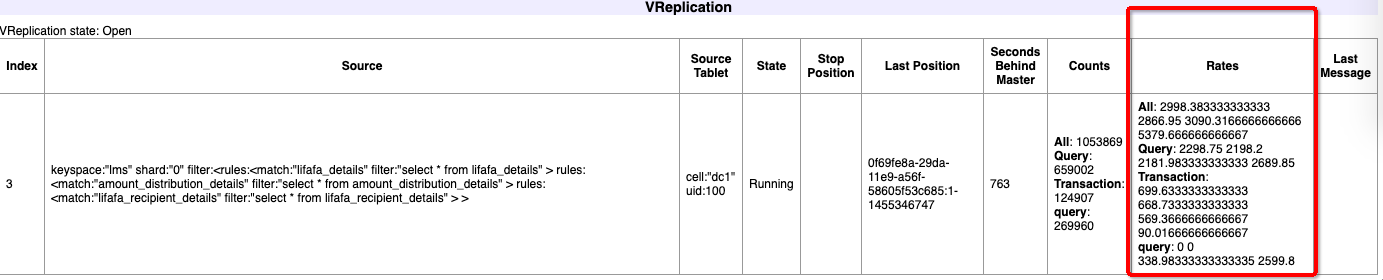 VReplication
VReplication state: Open
Index
Source
Source
Tablet
State
Stop
Position
Last Position
Seconds
Behind
Master
Counts
Rates
Last
Message
3
keyspace:"lms" shard:"0" filter:<rules:<match:"lifafa_details" filter:"select * from lifafa_details" > rules:
<match:"amount_distribution_details" filter:"select * from amount_distribution_details" > rules:
<match:"lifafa_recipient_details" filter:"select * from lifafa_recipient_details" > >
cell:"dc1"
uid:100
Running
0f69fe8a-29da-
11e9-a56f-
58605f53c685:1-
1455346747
763
All: 1053869
Query:
659002
Transaction:
124907
query:
269960
All: 2998.383333333333
2866.95 3090.3166666666666
5379.666666666667
Query: 2298.75 2198.2
2181.983333333333 2689.85
Transaction:
699.6333333333333
668.7333333333333
569.3666666666667
90.01666666666667
query: 0 0
338.98333333333335 2599.8